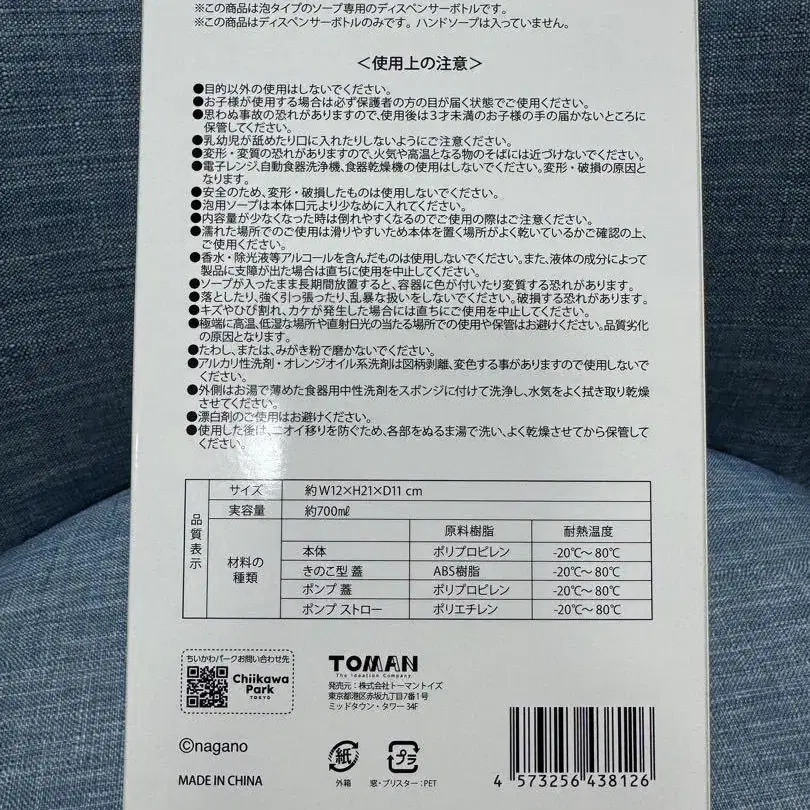 ※この商品は泡タイプのソープ専用のディスペンサーボトルです。
※この商品はディスペンサーボトルのみです。 ハンドソープは入っていません。
＜使用上の注意＞
●目的以外の使用はしないでください。
●お子様が使用する場合は必ず保護者の方の目が届く状態でご使用ください。
●思わぬ事故の恐れがありますので、使用後は3才未満のお子様の手の届かないところに
保管してください。
●乳幼児が舐めたり口に入れたりしないようにご注意ください。
●変形・変質の恐れがありますので、火気や高温となる物のそばには近づけないでください。
●電子レンジ、自動食器洗浄機、食器乾燥機の使用はしないでください。変形・破損の原因と
なります。
●安全のため、変形・破損したものは使用しないでください。
●泡用ソープは本体口元より少なめに入れてください。
●内容量が少なくなった時は倒れやすくなるのでご使用の際はご注意ください。
●濡れた場所でのご使用は滑りやすいため本体を置く場所がよく乾いているかご確認の上、
ご使用ください。
●香水・除光液等アルコールを含んだものは使用しないでください。また、液体の成分によって
製品に支障が出た場合は直ちに使用を中止してください。
●ソープが入ったまま長期間放置すると、容器に色が付いたり変質する恐れがあります。
●落としたり、強く引っ張ったり、乱暴な扱いをしないでください。破損する恐れがあります。
●キズやひび割れ、カケが発生した場合には直ちにご使用を中止してください。
●極端に高温、低湿な場所や直射日光の当たる場所での使用や保管はお避けください。品質劣化
の原因となります。
●たわし、または、みがき粉で磨かないでください。
●アルカリ性洗剤・オレンジオイル系洗剤は図柄剥離、変色する事がありますので使用しないで
ください。
●外側はお湯で薄めた食器用中性洗剤をスポンジに付けて洗浄し、水気をよく拭き取り乾燥
させてください。
●漂白剤のご使用はお避けください。
●使用した後は、ニオイ移りを防ぐため、各部をぬるま湯で洗い、よく乾燥させてから保管して
ください。
品質表示
サイズ 約W12×H21×D11 cm
実容量 約700㎖
材料の種類 原料樹脂 耐熱温度
本体 ポリプロピレン -20℃〜80℃
きのこ型 蓋 ABS樹脂 -20℃〜80℃
ポンプ 蓋 ポリプロピレン -20℃〜80℃
ポンプ ストロー ポリエチレン -20℃〜80℃
ちいかわパークお問い合わせ先
Chiikawa
Park
TOKYO
TOMAN
The Ideation Company
発売元：株式会社トーマントイズ
東京都港区赤坂九丁目7番1号
ミッドタウン・タワー 34F
©nagano
MADE IN CHINA
紙
外箱
プラ
窓・ブリスター：PET
4 573256 438126